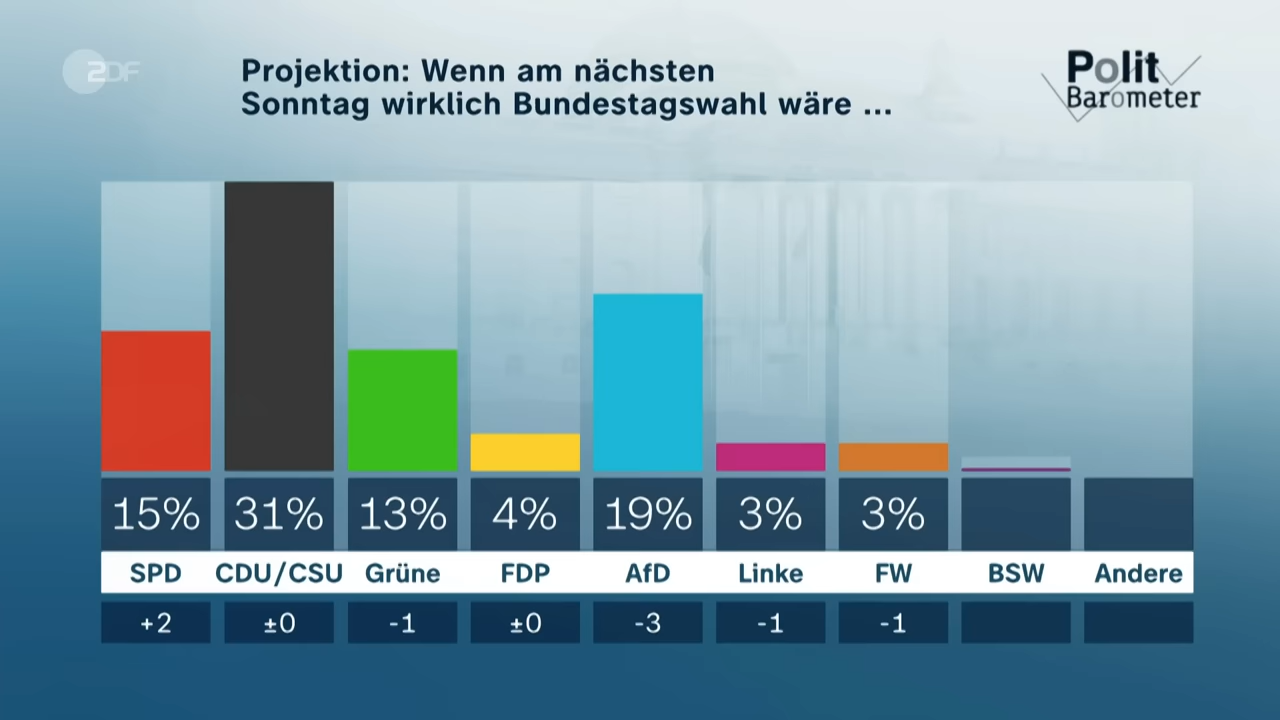 ZDF
Projektion: Wenn am nächsten
Sonntag wirklich Bundestagswahl wäre ...
Polit
Barometer
15% 31% 13% 4% 19% 3% 3%
SPD CDU/CSU Grüne FDP AfD Linke FW BSW Andere
+2 ±0 -1 ±0 -3 -1 -1